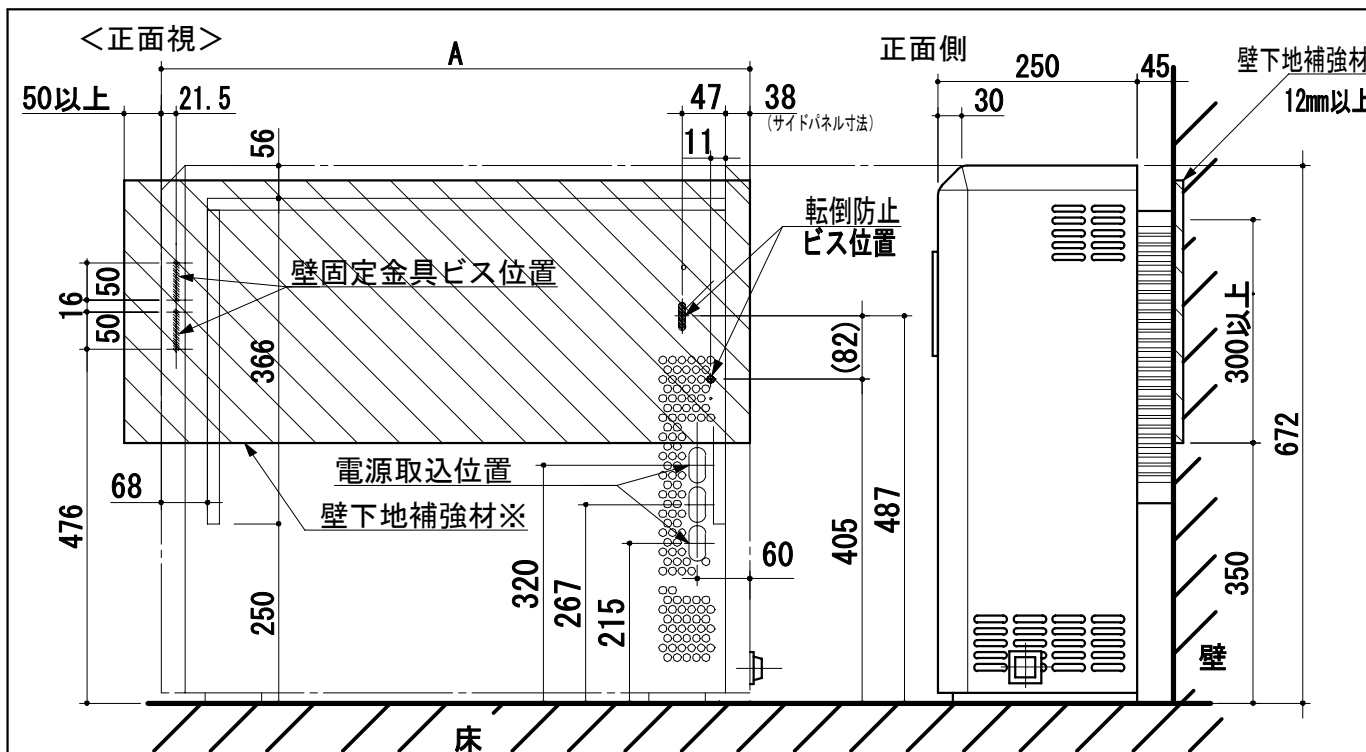 <正面視>
A
正面側
250
45
壁下地補強材
12mm以上
50以上
21.5
47
38
(サイドパネル寸法)
30
11
56
転倒防止
ビス位置
壁固定金具ビス位置
50
16
50
366
(82)
300以上
672
電源取込位置
68
壁下地補強材※
476
487
405
60
320
267
215
250
350
壁
床